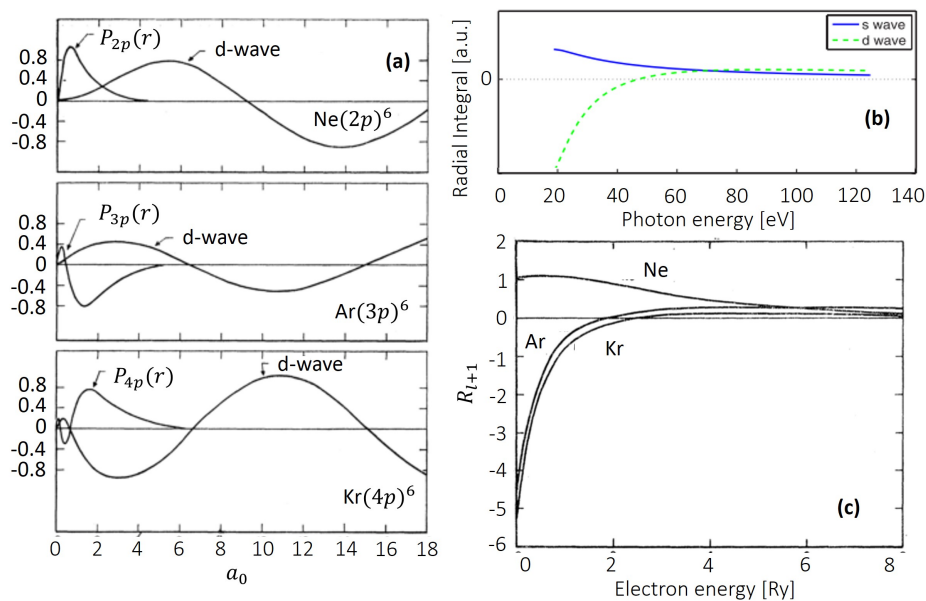 (a)
P₂ₚ(r)
d-wave
Ne(2p)⁶
0.8
0.4
0
-0.4
-0.8
P₃ₚ(r)
d-wave
Ar(3p)⁶
0.8
0.4
0
-0.4
-0.8
P₄ₚ(r)
d-wave
Kr(4p)⁶
0.8
0.4
0
-0.4
-0.8
0 2 4 6 8 10 12 14 16 18
a₀
(b)
s wave
d wave
Radial Integral [a.u.]
0
0 20 40 60 80 100 120 140
Photon energy [eV]
(c)
Ne
Ar
Kr
Rₗ₊₁
2
1
0
-1
-2
-3
-4
-5
-6
0 2 4 6 8
Electron energy [Ry]